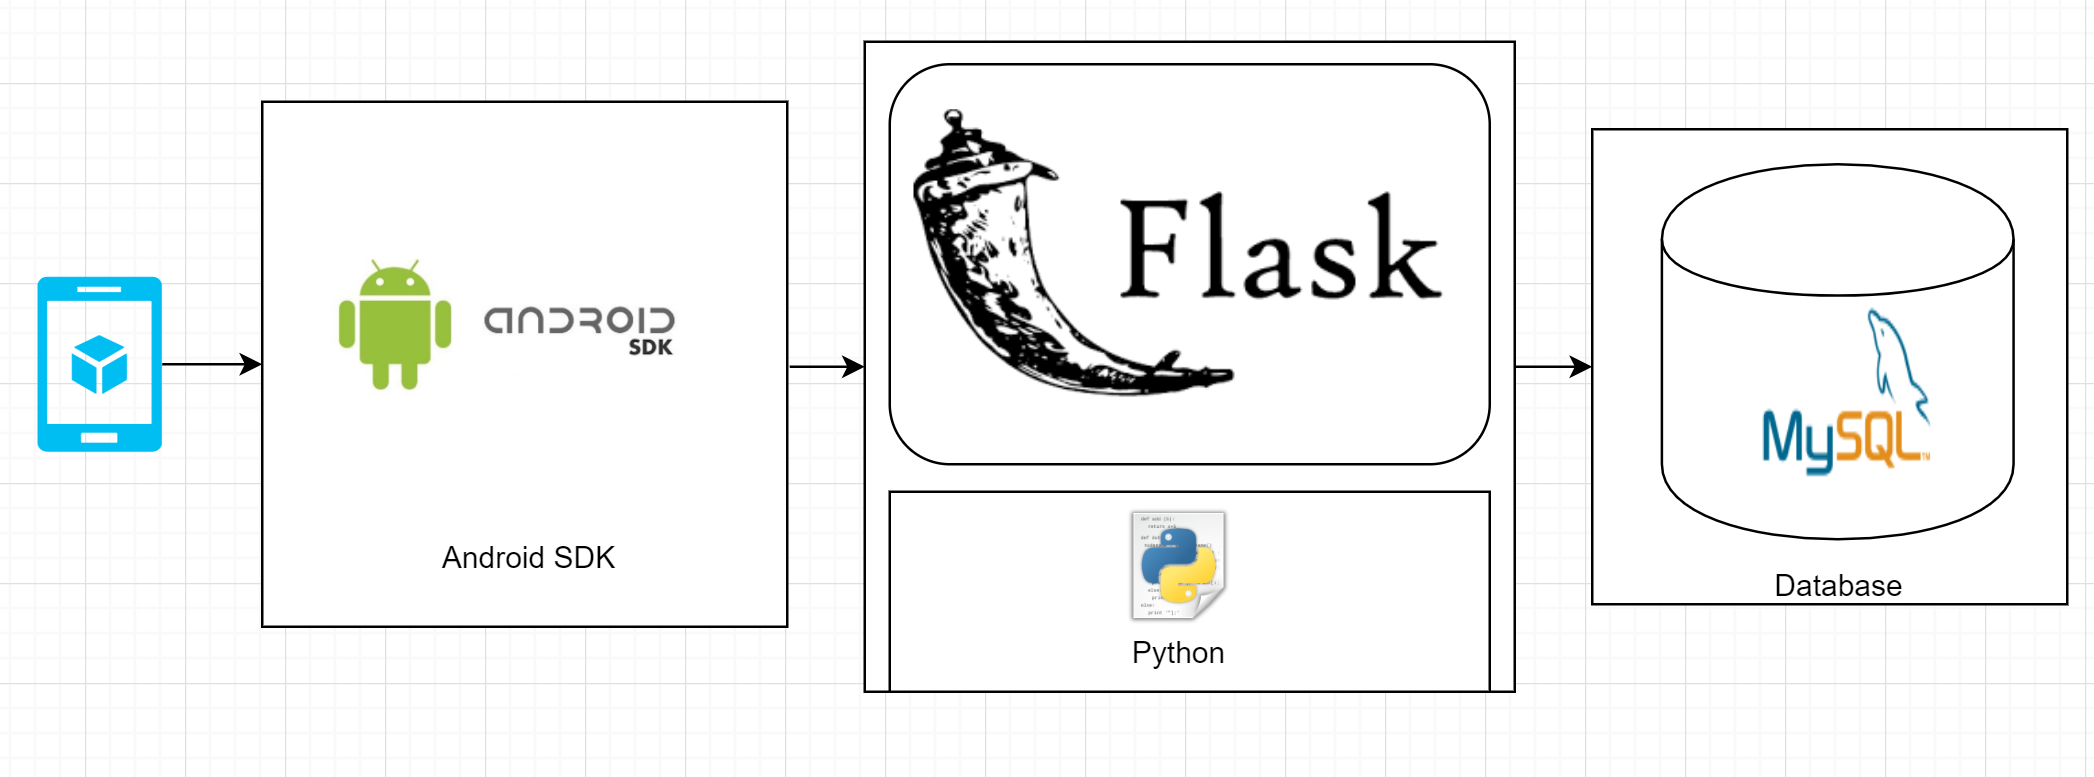 ANDROID
SDK
Android SDK
Flask
Python
MySQL
Database